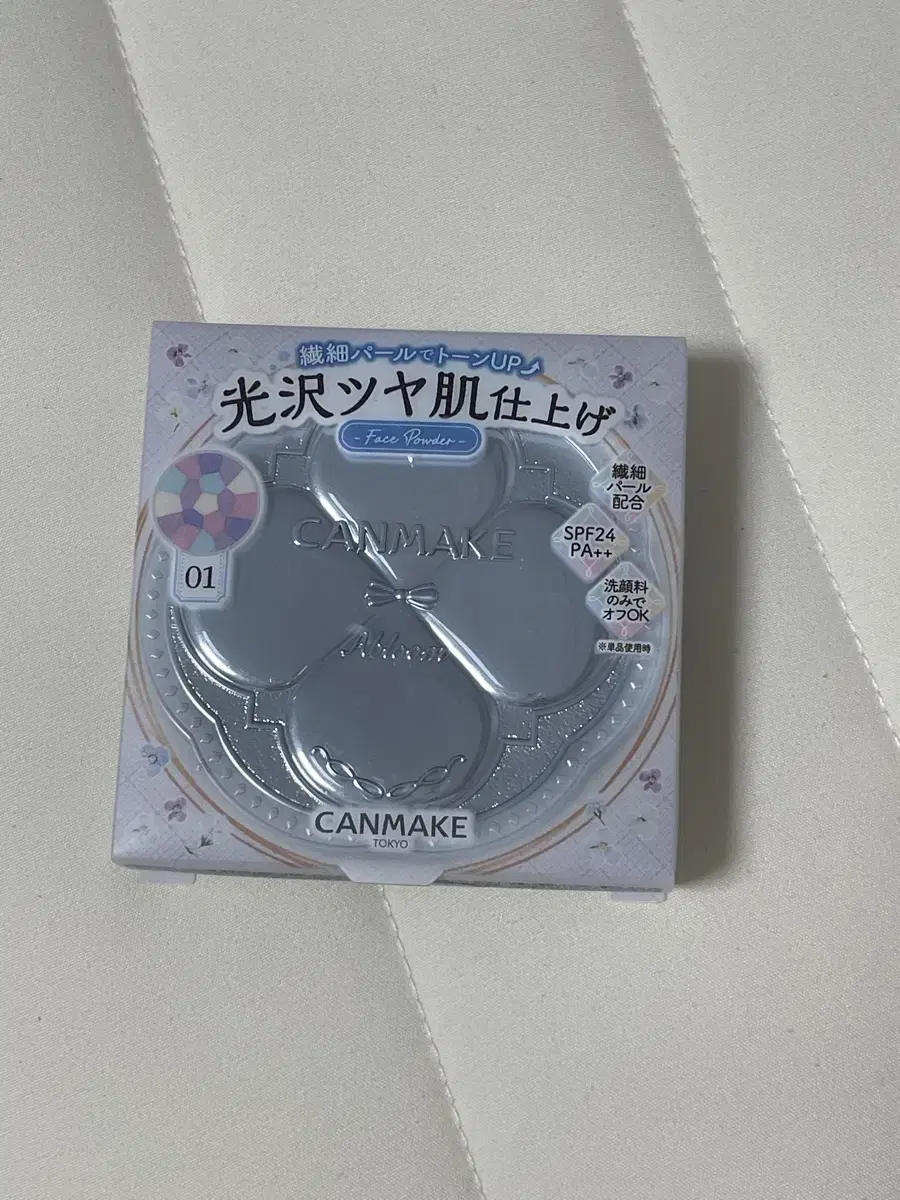 繊細パールでトーンUP⤴
光沢ツヤ肌仕上げ
- Face Powder -
繊細
パール
配合
SPF24
PA++
洗顔料
のみで
オフOK
※単品使用時
01
CANMAKE
Abloom
CANMAKE
TOKYO